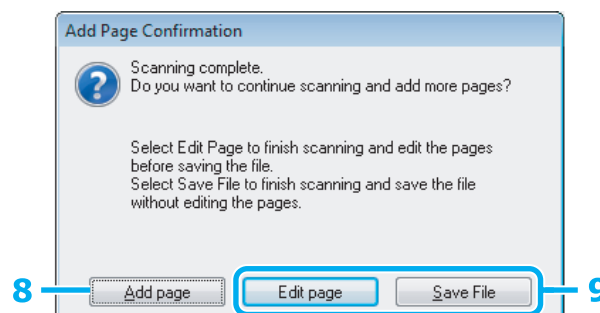 Add Page Confirmation
Scanning complete.
Do you want to continue scanning and add more pages?
Select Edit Page to finish scanning and edit the pages
before saving the file.
Select Save File to finish scanning and save the file
without editing the pages.
8 Add page Edit page Save File 9